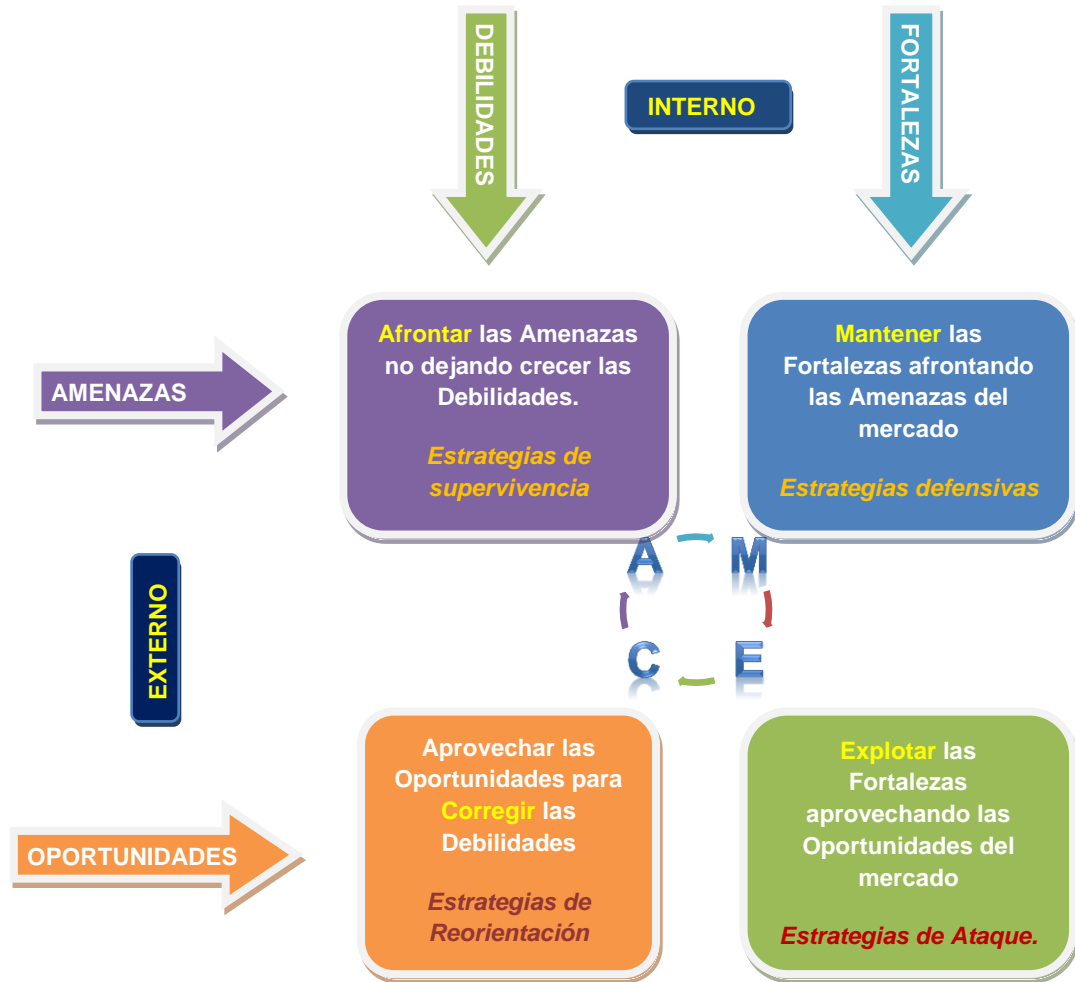 DEBILIDADES
INTERNO
FORTALEZAS
AMENAZAS
Afrontar las Amenazas
no dejando crecer las
Debilidades.
Estrategias de
supervivencia
Mantener las
Fortalezas afrontando
las Amenazas del
mercado
Estrategias defensivas
A
M
C
E
EXTERNO
OPORTUNIDADES
Aprovechar las
Oportunidades para
Corregir las
Debilidades
Estrategias de
Reorientación
Explotar las
Fortalezas
aprovechando las
Oportunidades del
mercado
Estrategias de Ataque.